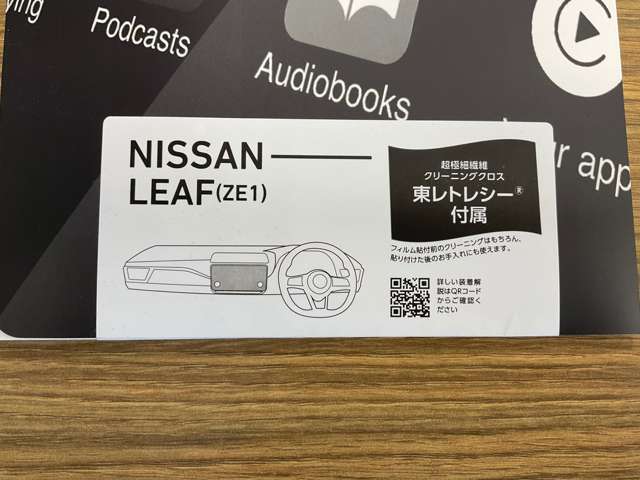 ying
Podcasts
Audiobooks
ur app
NISSAN
LEAF(ZE1)
超極細繊維
クリーニングクロス
東レトレシー®
付属
フィルム貼付前のクリーニングはもちろん、
貼り付けた後のお手入れにも使えます。
詳しい装着解
説はQRコード
からご確認く
ださい